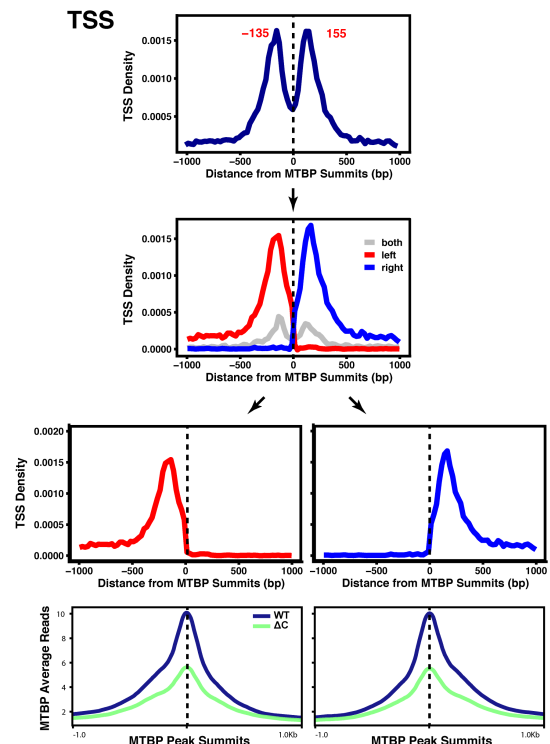 TSS
−135 155
TSS Density
0.0015
0.0010
0.0005
−1000 −500 0 500 1000
Distance from MTBP Summits (bp)
TSS Density
0.0015
0.0010
0.0005
0.0000
both
left
right
−1000 −500 0 500 1000
Distance from MTBP Summits (bp)
TSS Density
0.0020
0.0015
0.0010
0.0005
0.0000
−1000 −500 0 500 1000
Distance from MTBP Summits (bp)
−1000 −500 0 500 1000
Distance from MTBP Summits (bp)
MTBP Average Reads
10
8
6
4
2
WT
ΔC
-1.0 1.0Kb
MTBP Peak Summits
-1.0 1.0Kb
MTBP Peak Summits